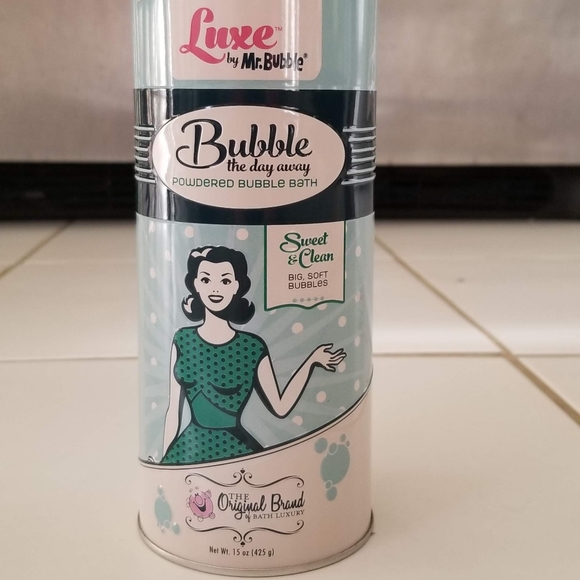 Luxe™
by Mr. Bubble®
Bubble
the day away
POWDERED BUBBLE BATH
Sweet
& Clean
BIG, SOFT
BUBBLES
THE
Original Brand
of BATH LUXURY
Net Wt. 15 oz (425 g)